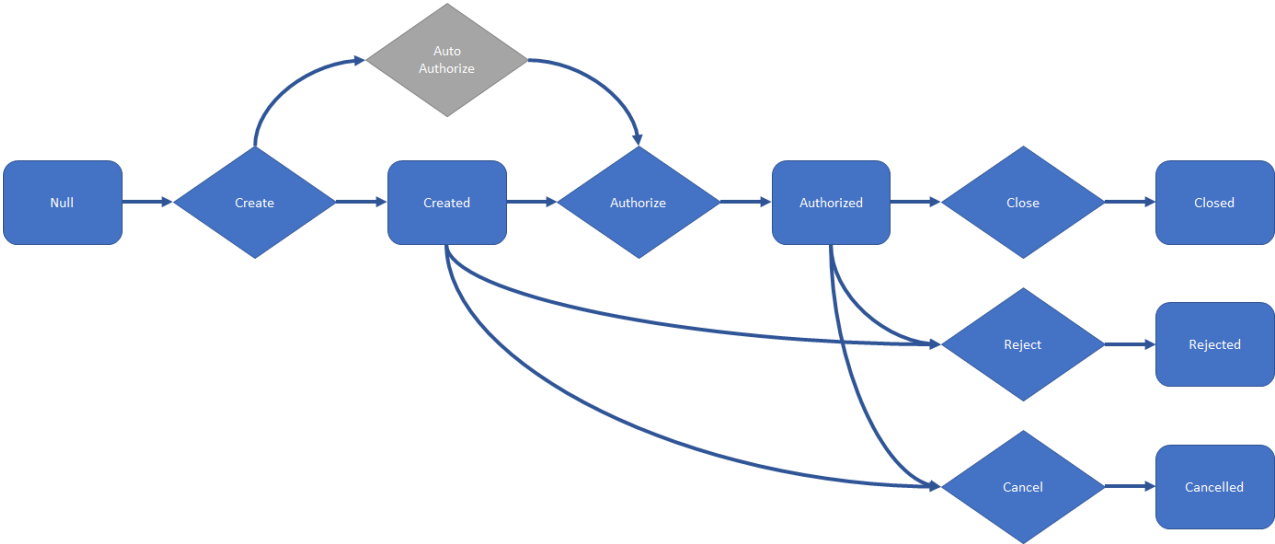 Auto
Authorize
Null
Create
Created
Authorize
Authorized
Close
Closed
Reject
Rejected
Cancel
Cancelled